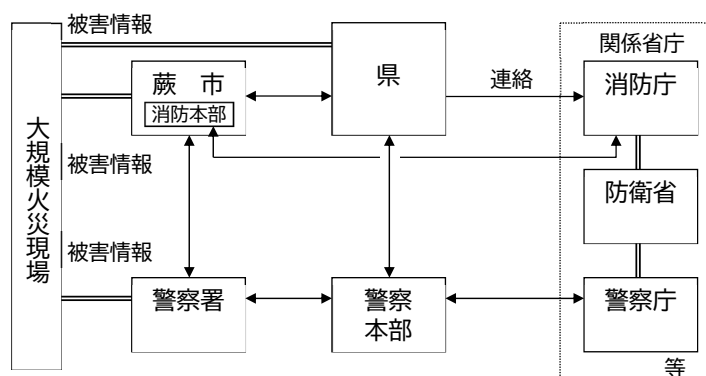 被害情報
関係省庁
県
連絡
消防庁
蕨　市
消防本部
大規模火災現場
被害情報
防衛省
被害情報
警察署
警察
本部
警察庁
等